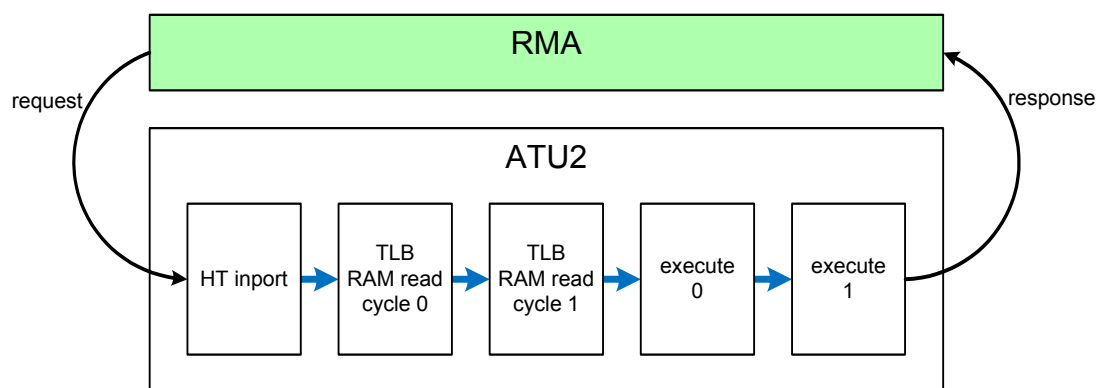 RMA
request
response
ATU2
HT inport
TLB
RAM read
cycle 0
TLB
RAM read
cycle 1
execute
0
execute
1